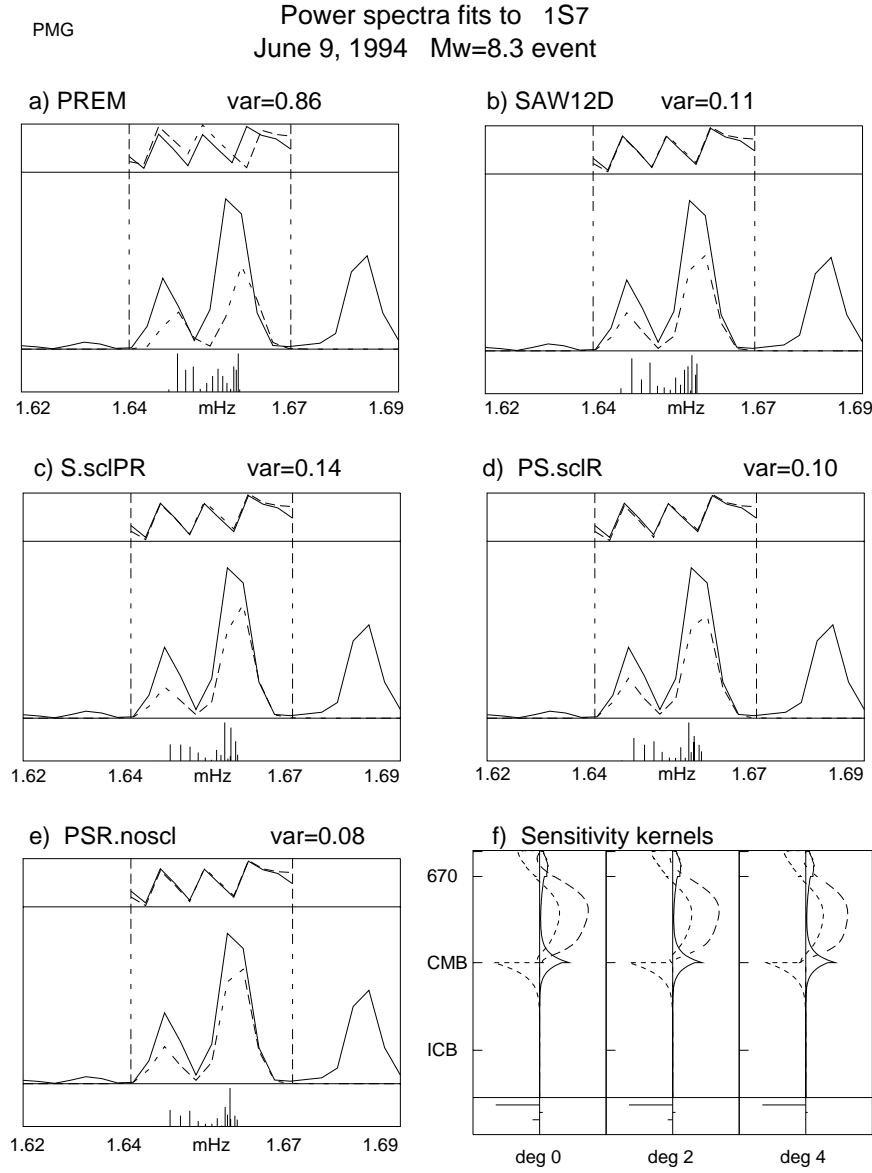 Power spectra fits to 1S7
PMG
June 9, 1994 Mw=8.3 event
a) PREM var=0.86
b) SAW12D var=0.11
1.62 1.64 mHz 1.67 1.69
1.62 1.64 mHz 1.67 1.69
c) S.sclPR var=0.14
d) PS.sclR var=0.10
1.62 1.64 mHz 1.67 1.69
1.62 1.64 mHz 1.67 1.69
e) PSR.noscl var=0.08
f) Sensitivity kernels
670
CMB
ICB
1.62 1.64 mHz 1.67 1.69
deg 0 deg 2 deg 4